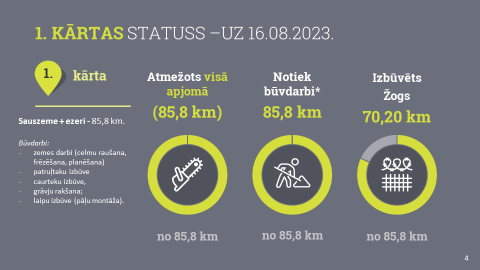 1. KĀRTAS STATUSS –UZ 16.08.2023.
1. kārta
Sauszeme + ezeri - 85,8 km.
Būvdarbi:
- zemes darbi (celmu raušana,
frēzēšana, planēšana)
- patruļtaku izbūve
- caurteku izbūve,
- grāvju rakšana;
- laipu izbūve (pāļu montāža).
Atmežots visā
apjomā
(85,8 km)
no 85,8 km
Notiek
būvdarbi*
85,8 km
no 85,8 km
Izbūvēts
Žogs
70,20 km
no 85,8 km
4